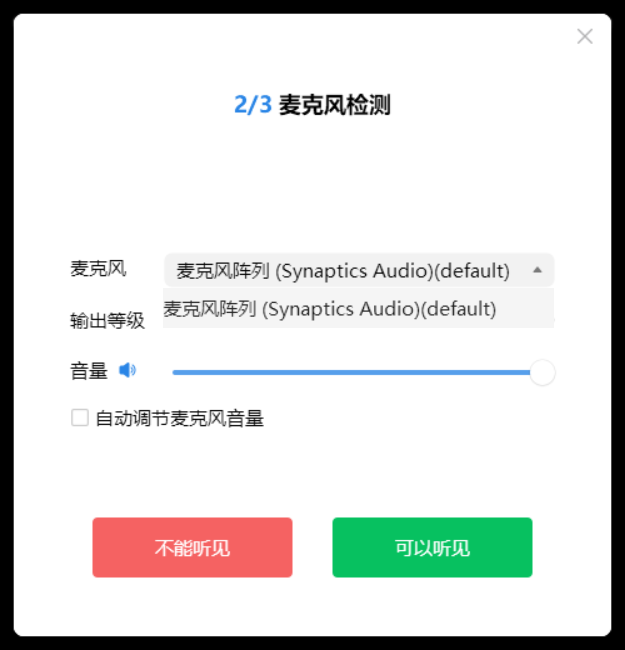 2/3 麦克风检测
麦克风 麦克风阵列 (Synaptics Audio)(default)
麦克风阵列 (Synaptics Audio)(default)
输出等级
音量
自动调节麦克风音量
不能听见 可以听见